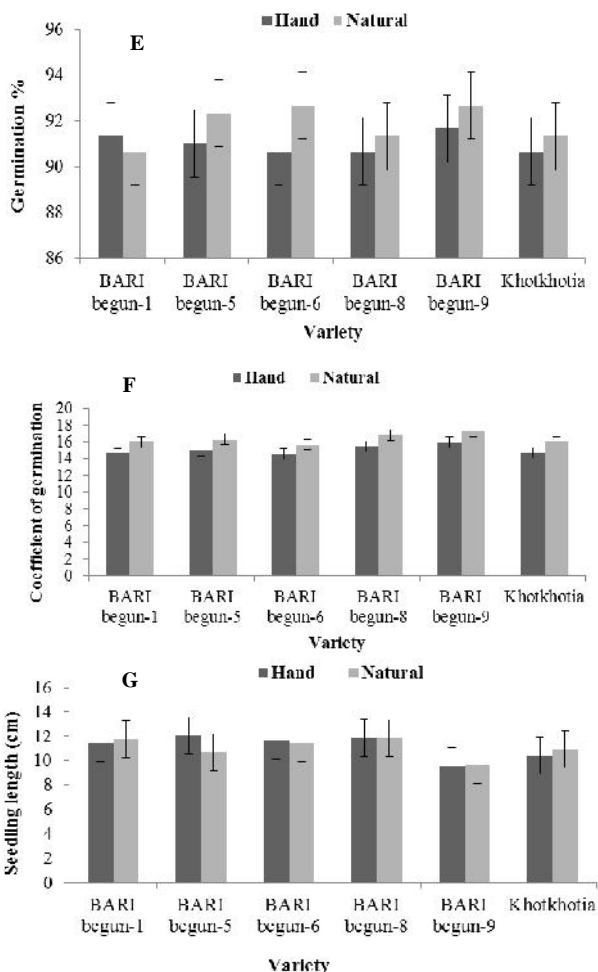 E
Hand Natural
Germination %
96
94
92
90
88
86
BARI begun-1
BARI begun-5
BARI begun-6
BARI begun-8
BARI begun-9
Khotkhotia
Variety
F
Hand Natural
Coefficient of germination
20
18
16
14
12
10
8
6
4
2
0
BARI begun-1
BARI begun-5
BARI begun-6
BARI begun-8
BARI begun-9
Khotkhotia
Variety
G
Hand Natural
Seedling length (cm)
16
14
12
10
8
6
4
2
0
BARI begun-1
BARI begun-5
BARI begun-6
BARI begun-8
BARI begun-9
Khotkhotia
Variety